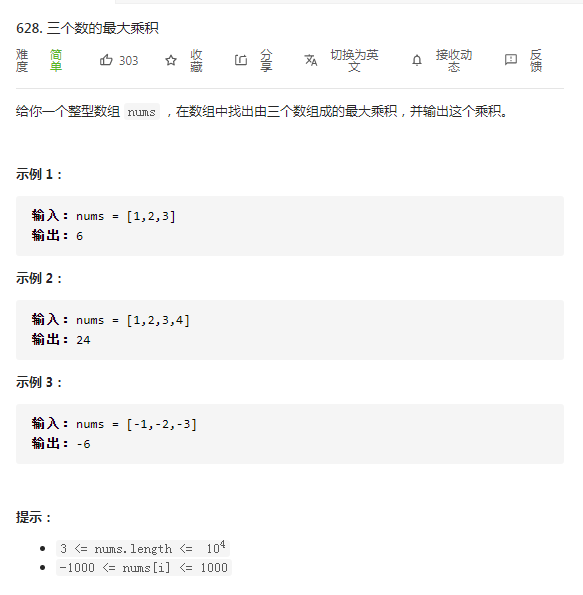 628. 三个数的最大乘积
难度 简单 303 收藏 分享 切换为英文 接收动态 反馈
给你一个整型数组 nums ，在数组中找出由三个数组成的最大乘积，并输出这个乘积。
示例 1：
输入：nums = [1,2,3]
输出：6
示例 2：
输入：nums = [1,2,3,4]
输出：24
示例 3：
输入：nums = [-1,-2,-3]
输出：-6
提示：
3 <= nums.length <= 10⁴
-1000 <= nums[i] <= 1000